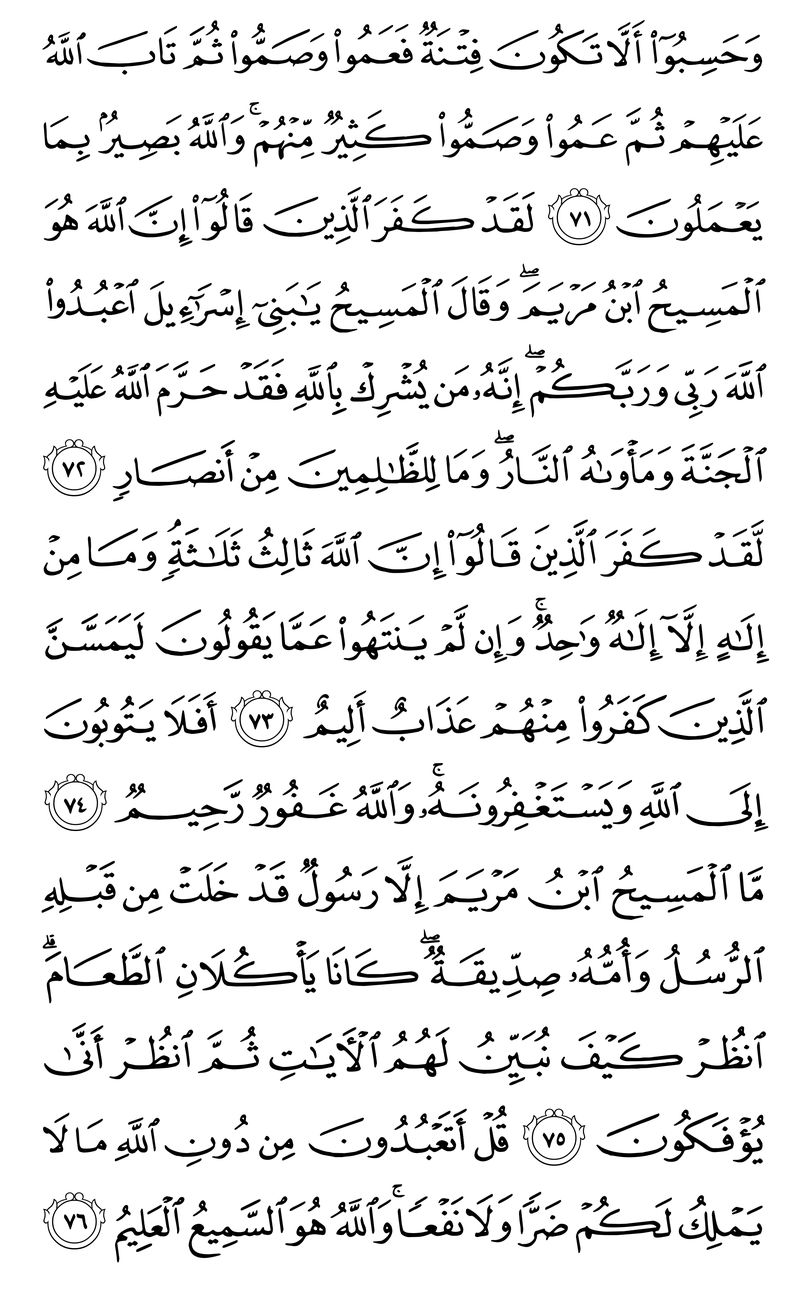 وَحَسِبُوٓا۟ أَلَّا تَكُونَ فِتْنَةٌ فَعَمُوا۟ وَصَمُّوا۟ ثُمَّ تَابَ ٱللَّهُ
عَلَيْهِمْ ثُمَّ عَمُوا۟ وَصَمُّوا۟ كَثِيرٌ مِّنْهُمْ ۚ وَٱللَّهُ بَصِيرٌۢ بِمَا
يَعْمَلُونَ ٧١ لَقَدْ كَفَرَ ٱلَّذِينَ قَالُوٓا۟ إِنَّ ٱللَّهَ هُوَ
ٱلْمَسِيحُ ٱبْنُ مَرْيَمَ ۖ وَقَالَ ٱلْمَسِيحُ يَـٰبَنِىٓ إِسْرَٰٓءِيلَ ٱعْبُدُوا۟
ٱللَّهَ رَبِّى وَرَبَّكُمْ ۖ إِنَّهُۥ مَن يُشْرِكْ بِٱللَّهِ فَقَدْ حَرَّمَ ٱللَّهُ عَلَيْهِ
ٱلْجَنَّةَ وَمَأْوَىٰهُ ٱلنَّارُ ۖ وَمَا لِلظَّـٰلِمِينَ مِنْ أَنصَارٍ ٧٢
لَّقَدْ كَفَرَ ٱلَّذِينَ قَالُوٓا۟ إِنَّ ٱللَّهَ ثَالِثُ ثَلَـٰثَةٍ ۘ وَمَا مِنْ
إِلَـٰهٍ إِلَّآ إِلَـٰهٌ وَٰحِدٌ ۚ وَإِن لَّمْ يَنتَهُوا۟ عَمَّا يَقُولُونَ لَيَمَسَّنَّ
ٱلَّذِينَ كَفَرُوا۟ مِنْهُمْ عَذَابٌ أَلِيمٌ ٧٣ أَفَلَا يَتُوبُونَ
إِلَى ٱللَّهِ وَيَسْتَغْفِرُونَهُۥ ۚ وَٱللَّهُ غَفُورٌ رَّحِيمٌ ٧٤
مَّا ٱلْمَسِيحُ ٱبْنُ مَرْيَمَ إِلَّا رَسُولٌ قَدْ خَلَتْ مِن قَبْلِهِ
ٱلرُّسُلُ وَأُمُّهُۥ صِدِّيقَةٌ ۖ كَانَا يَأْكُلَانِ ٱلطَّعَامَ ۗ
ٱنظُرْ كَيْفَ نُبَيِّنُ لَهُمُ ٱلْـَٔايَـٰتِ ثُمَّ ٱنظُرْ أَنَّىٰ
يُؤْفَكُونَ ٧٥ قُلْ أَتَعْبُدُونَ مِن دُونِ ٱللَّهِ مَا لَا
يَمْلِكُ لَكُمْ ضَرًّا وَلَا نَفْعًا ۚ وَٱللَّهُ هُوَ ٱلسَّمِيعُ ٱلْعَلِيمُ ٧٦